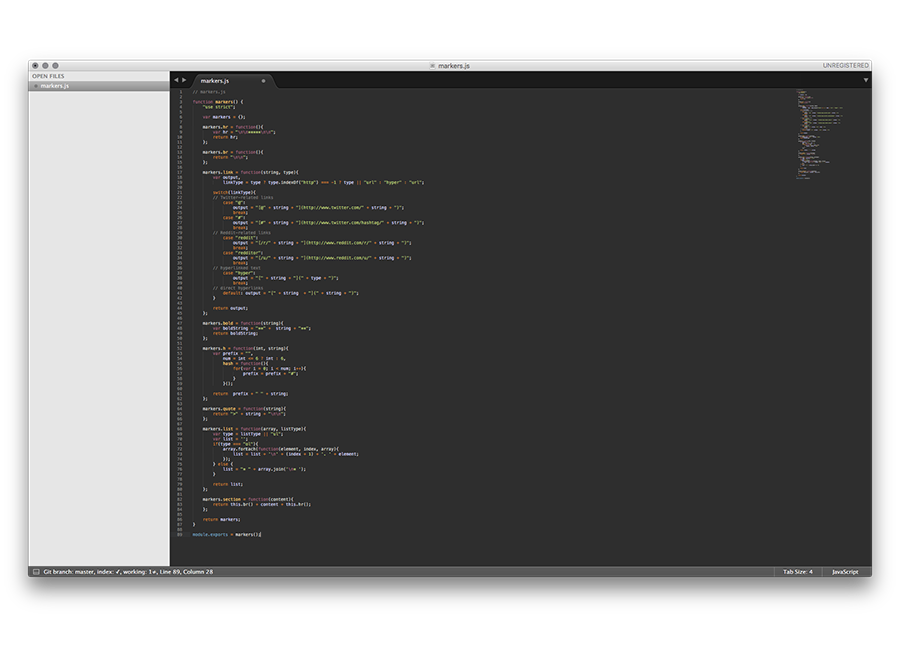 markers.js
UNREGISTERED
OPEN FILES
markers.js
markers.js
// markers.js
function markers() {
"use strict";
var markers = {};
markers.hr = function(){
return hr;
};
markers.br = function(){
return "\n\n";
};
markers.link = function(string, type){
var output,
linkType = type ? type.indexOf("http") === -1 ? type || "url" : "hyper" : "url";
switch(linkType){
// Twitter-related links
case "@":
output = "[@" + string + "](http://www.twitter.com/" + string + ")";
break;
case "#":
output = "[#" + string + "](http://www.twitter.com/hashtag/" + string + ")";
break;
// Reddit-related links
case "reddit":
output = "[/r/" + string + "](http://www.reddit.com/r/" + string + ")";
break;
case "redditor":
output = "[/u/" + string + "](http://www.reddit.com/u/" + string + ")";
break;
// Hyperlinked text
case "hyper":
output = "[" + string + "](" + type + ")";
break;
// direct hyperlinks
default: output = "[" + string + "](" + string + ")";
}
return output;
};
markers.bold = function(string){
var boldString = "**" + string + "**";
return boldString;
};
markers.h = function(int, string){
var prefix = "",
num = int <= 6 ? int : 6,
hash = function(){
for(var i = 0; i < num; i++){
prefix = prefix + "#";
}
}();
return prefix + " " + string;
};
markers.quote = function(string){
return ">" + string + "\n\n";
};
markers.list = function(array, listType){
var type = listType || "ul";
var list = "";
if(type === "ol"){
array.forEach(function(element, index, array){
list = list + "\n" + (index + 1) + ". " + element;
});
} else {
list = "* " + array.join("\n* ");
}
return list;
};
markers.section = function(content){
return this.br() + content + this.hr();
};
return markers;
}
module.exports = markers();
Git branch: master, index: ✓, working: 1≠, Line 89, Column 28
Tab Size: 4
JavaScript